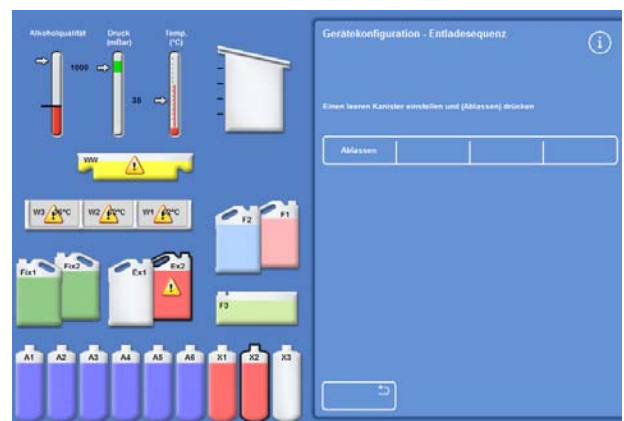 Alkoholqualität
Druck
(mBar)
Temp.
(°C)
1000
35
WW
W3
W2
W1
Fix1
Fix2
Ex1
Ex2
F2
F1
F3
A1 A2 A3 A4 A5 A6 X1 X2 X3
Gerätekonfiguration - Entladesequenz
i
Einen leeren Kanister einstellen und (Ablassen) drücken
Ablassen